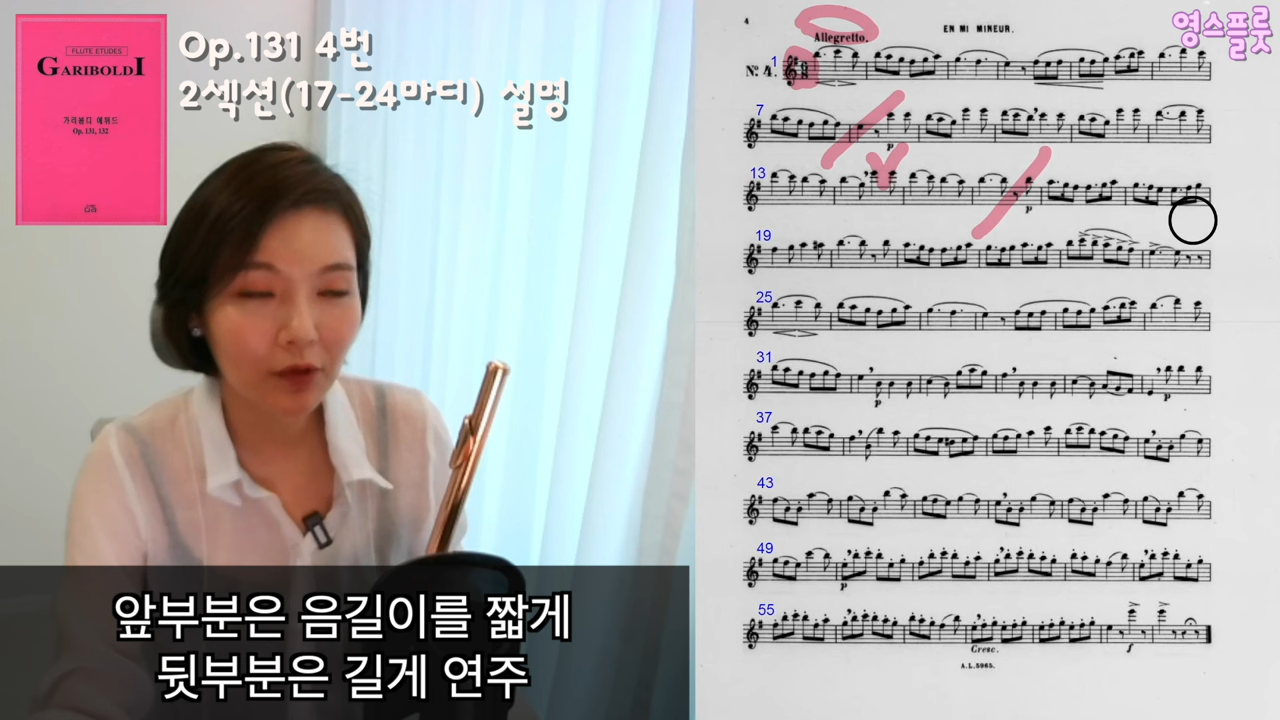 FLUTE ETUDES
GARIBOLDI
가리볼디 에튀드
Op. 131, 132
Op.131 4번
2섹션(17-24마디) 설명
앞부분은 음길이를 짧게
뒷부분은 길게 연주
영스플룻
4
EN MI MINEUR.
Allegretto.
1
Nº 4.
7
p
13
p
19
25
31
p
p
37
43
49
p
55
Cresc.
f
A.L.5965.